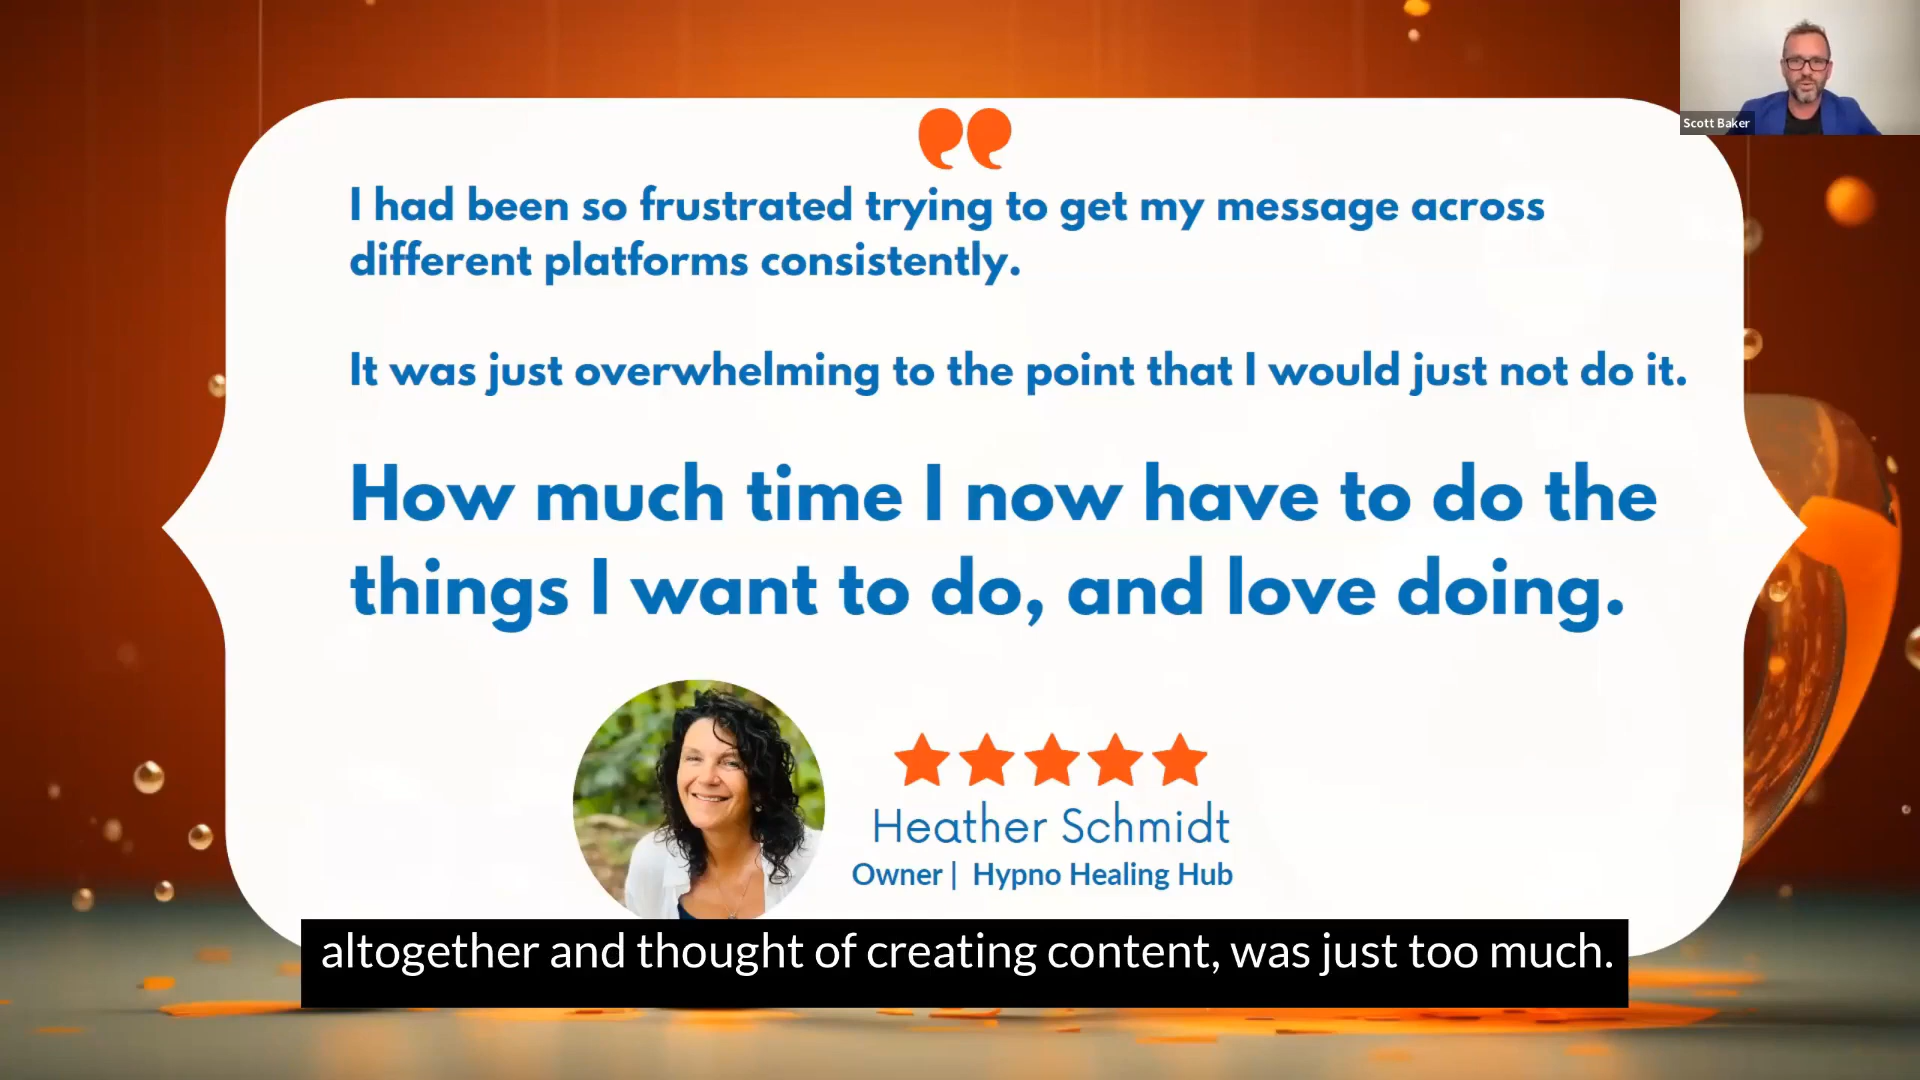 Scott Baker
I had been so frustrated trying to get my message across
different platforms consistently.
It was just overwhelming to the point that I would just not do it.
How much time I now have to do the
things I want to do, and love doing.
Heather Schmidt
Owner | Hypno Healing Hub
altogether and thought of creating content, was just too much.